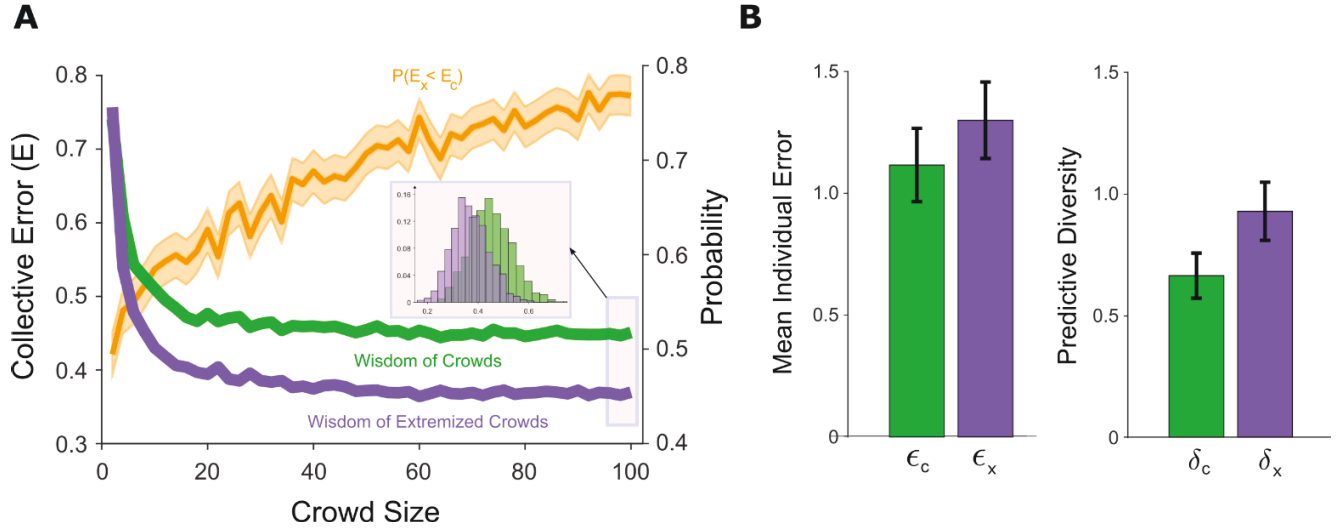 A
B
P(Eₓ< E꜀)
0.8
0.7
0.6
0.5
0.4
0.3
Collective Error (E)
0.8
0.7
0.6
0.5
0.4
Probability
0.16
0.12
0.08
0.04
0
0.2 0.4 0.6
Wisdom of Crowds
Wisdom of Extremized Crowds
0 20 40 60 80 100
Crowd Size
1.5
1.0
0.5
0
Mean Individual Error
ϵc ϵx
1.5
1.0
0.5
0
Predictive Diversity
δc δx